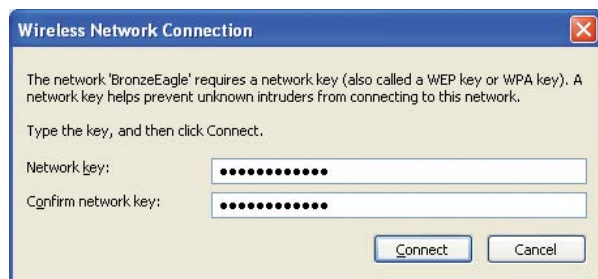 Wireless Network Connection
The network 'BronzeEagle' requires a network key (also called a WEP key or WPA key). A
network key helps prevent unknown intruders from connecting to this network.
Type the key, and then click Connect.
Network key: ••••••••••••
Confirm network key: ••••••••••••
Connect Cancel